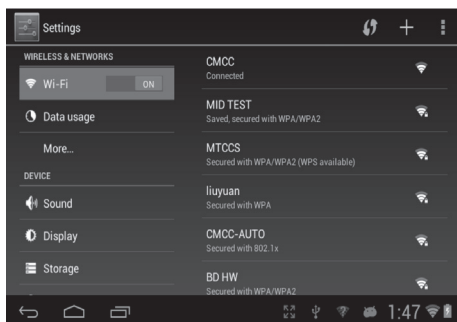 Settings
WIRELESS & NETWORKS
Wi-Fi
ON
Data usage
More...
DEVICE
Sound
Display
Storage
CMCC
Connected
MID TEST
Saved, secured with WPA/WPA2
MTCCS
Secured with WPA/WPA2 (WPS available)
liuyuan
Secured with WPA
CMCC-AUTO
Secured with 802.1x
BD HW
Secured with WPA/WPA2
1:47